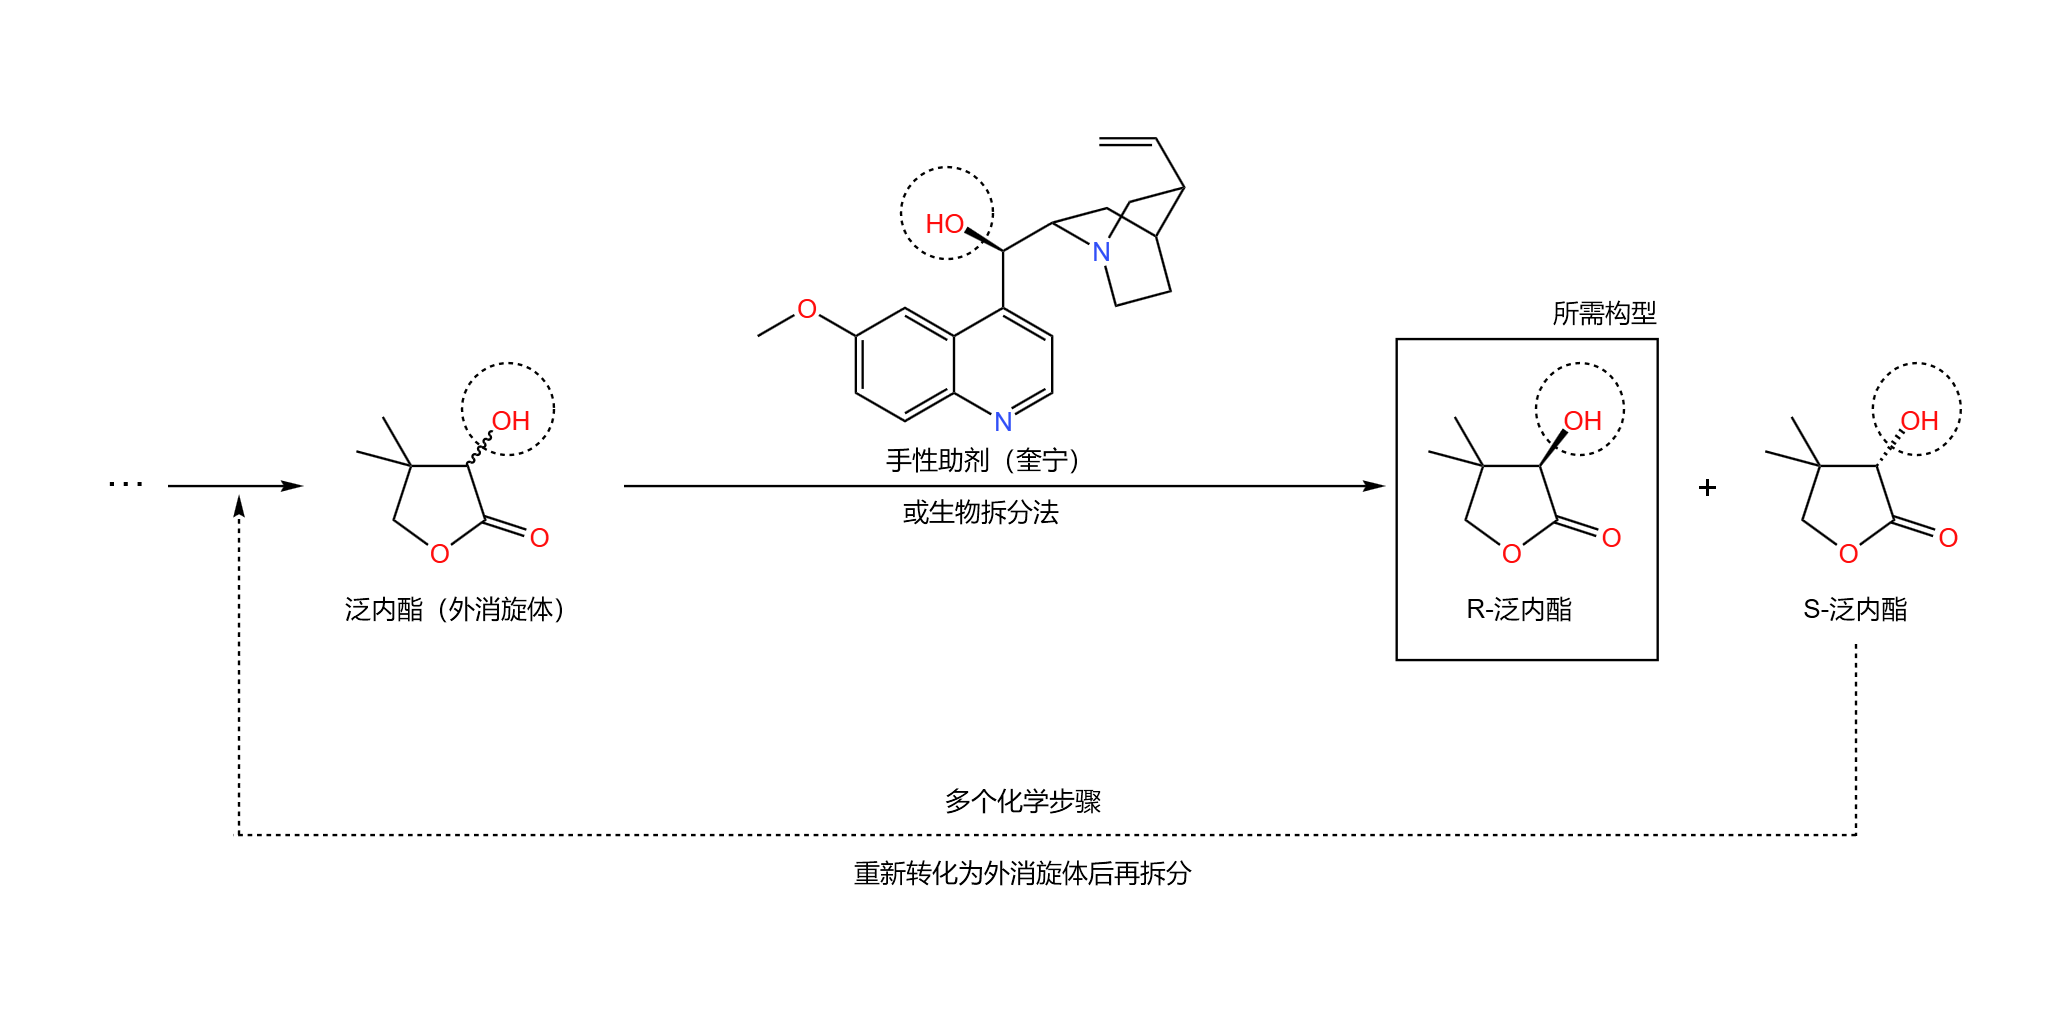 HO
N
O
N
所需构型
OH
OH
OH
手性助剂（奎宁）
...
或生物拆分法
+
O
O
O
O
O
O
泛内酯（外消旋体）
R-泛内酯
S-泛内酯
多个化学步骤
重新转化为外消旋体后再拆分